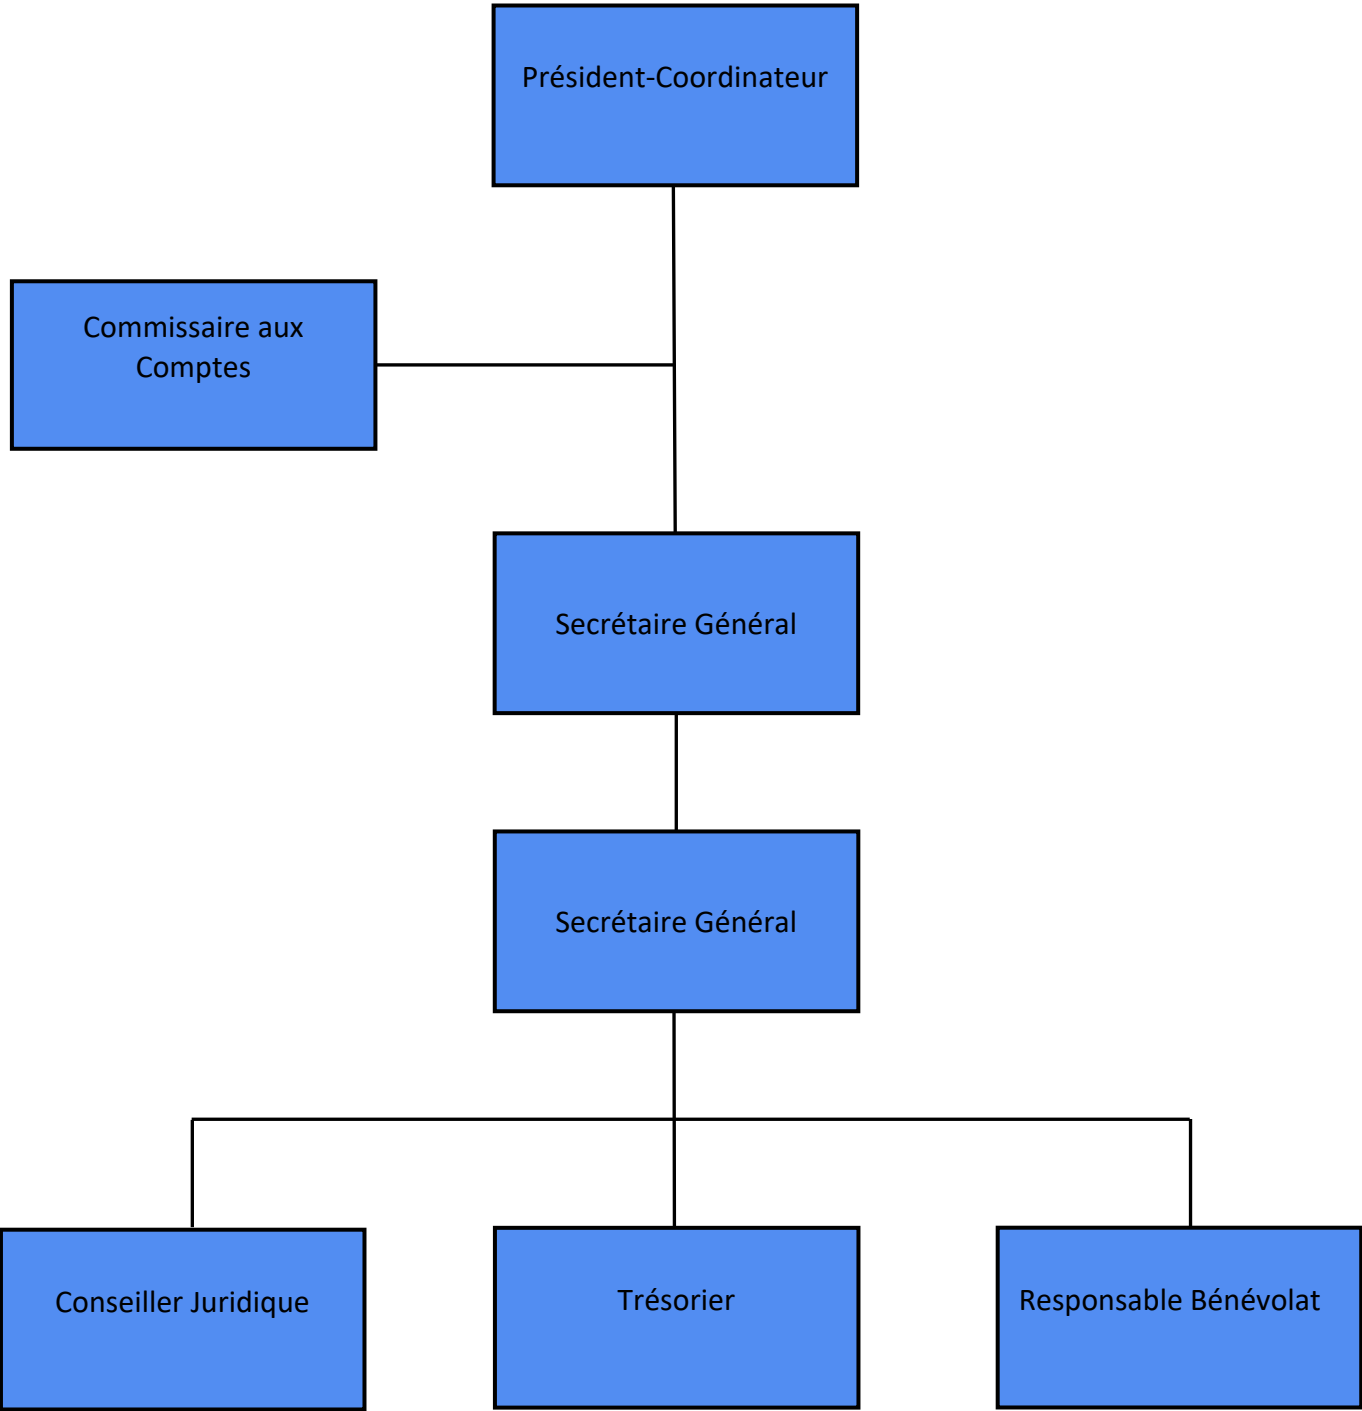 Président-Coordinateur
Commissaire aux
Comptes
Secrétaire Général
Secrétaire Général
Conseiller Juridique
Trésorier
Responsable Bénévolat